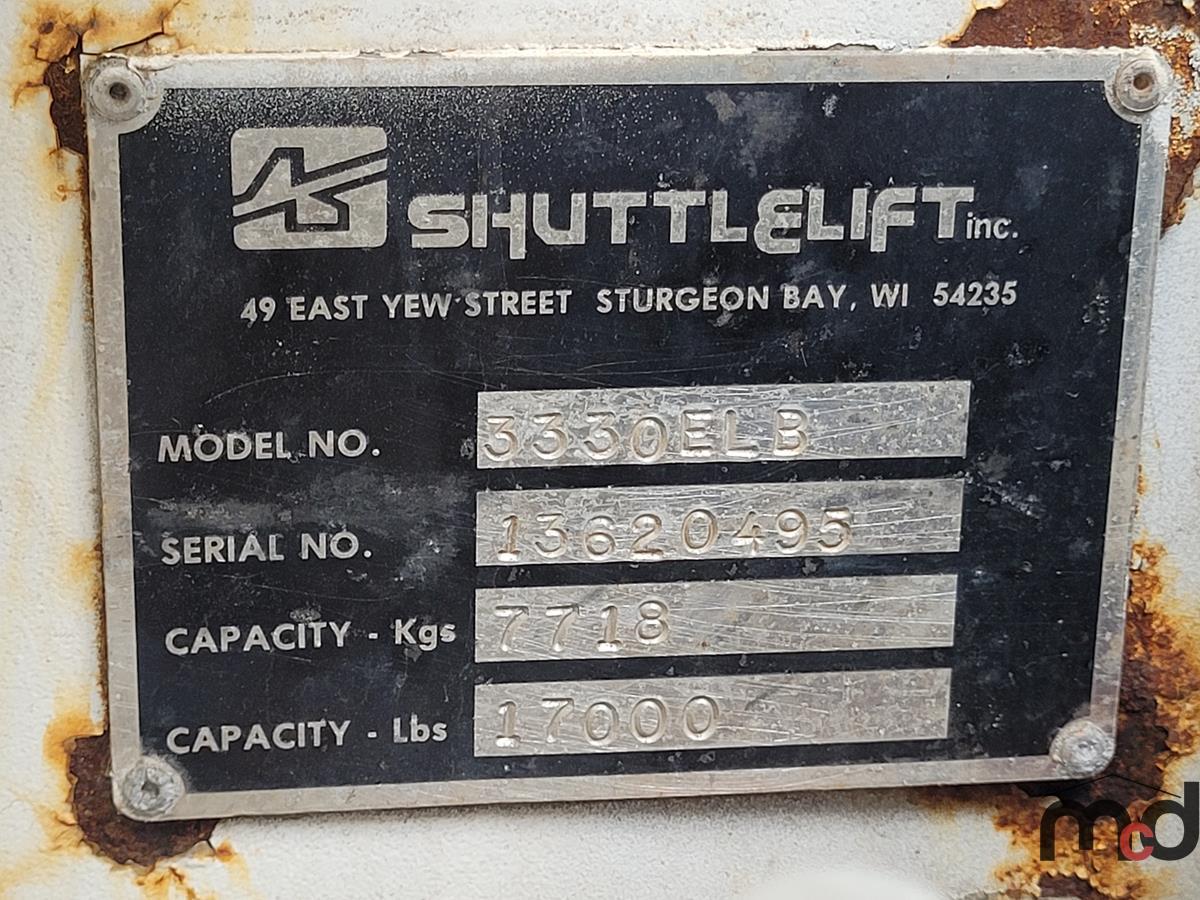 SHUTTLELIFT inc.
49 EAST YEW STREET STURGEON BAY, WI 54235
MODEL NO. 3330ELB
SERIAL NO. 13620495
CAPACITY - Kgs 7718
CAPACITY - Lbs 17000
mcd